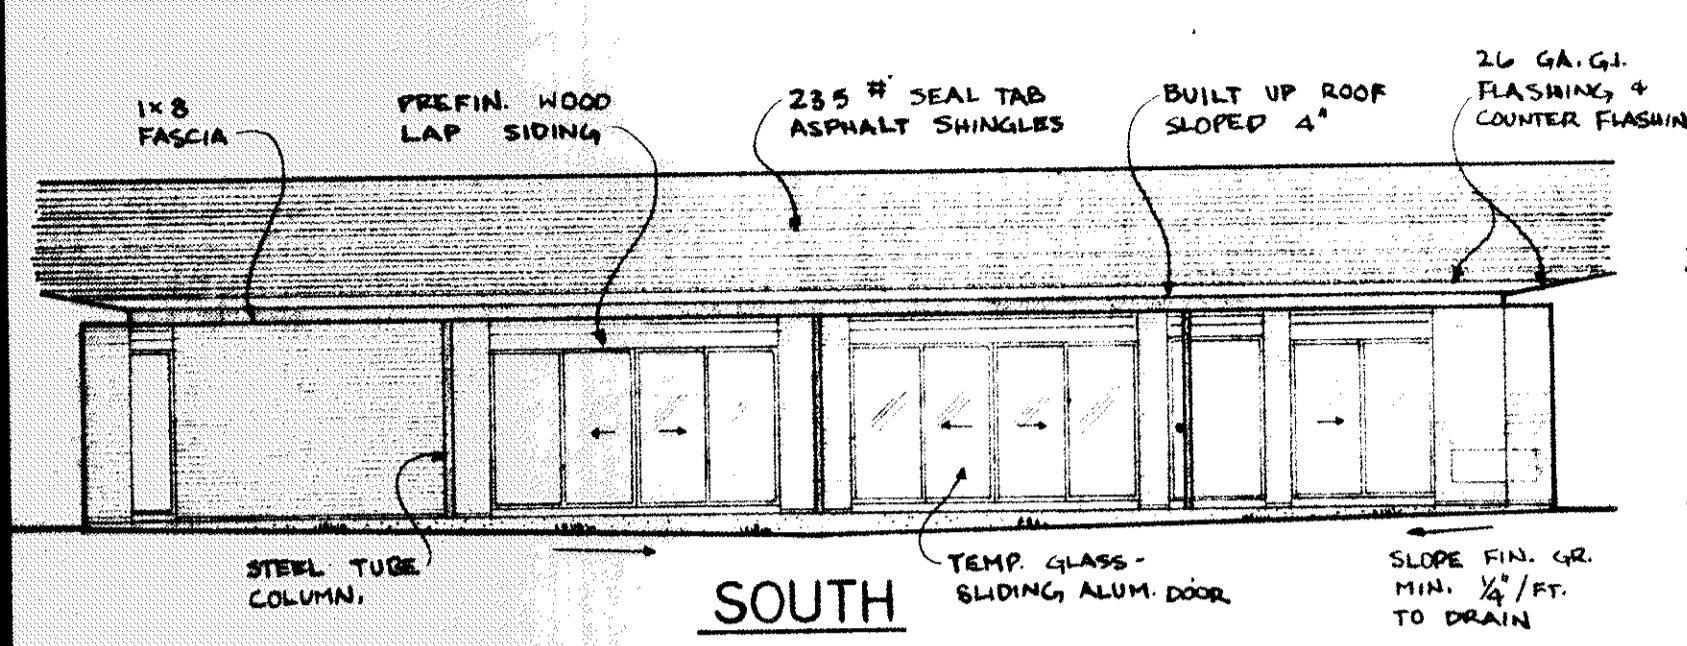 1×8
FASCIA
PREFIN. WOOD
LAP SIDING
235 # SEAL TAB
ASPHALT SHINGLES
BUILT UP ROOF
SLOPED 4"
26 GA. G.I.
FLASHING &
COUNTER FLASHIN
STEEL TUBE
COLUMN.
SOUTH
TEMP. GLASS -
SLIDING ALUM. DOOR
SLOPE FIN. GR.
MIN. 1/4"/FT.
TO DRAIN